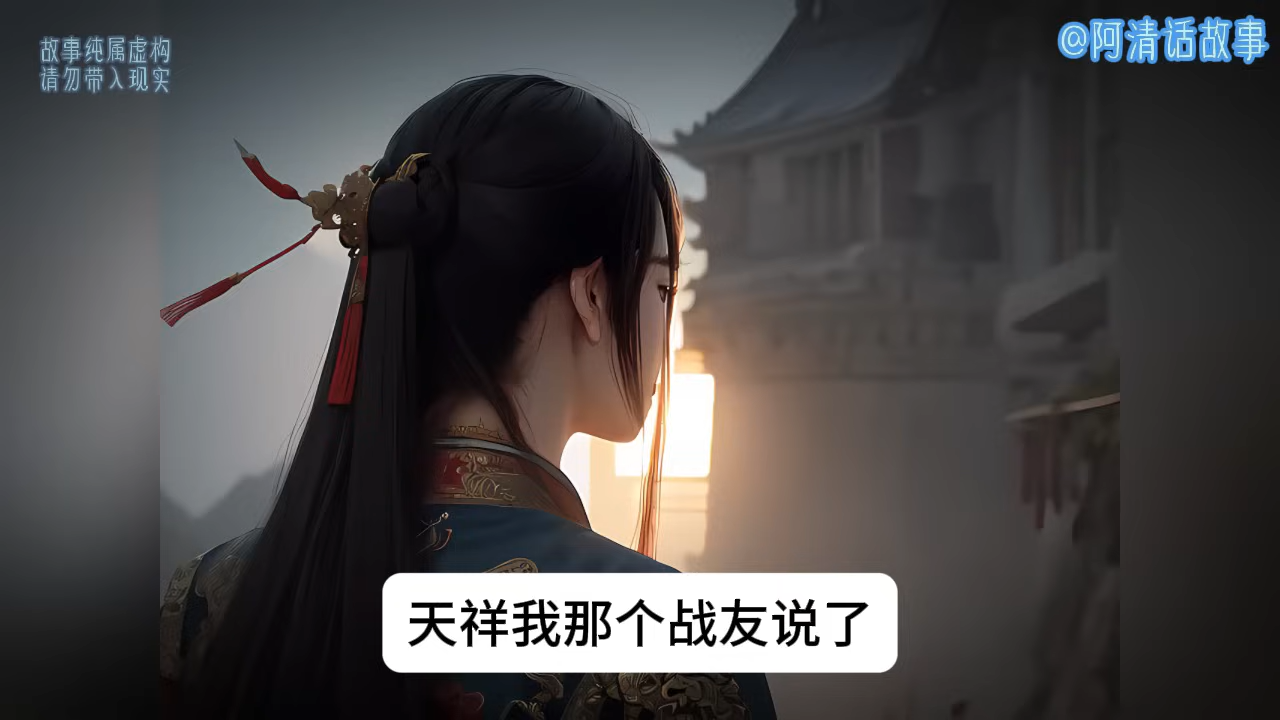 故事纯属虚构
请勿带入现实
@阿清话故事
天祥我那个战友说了